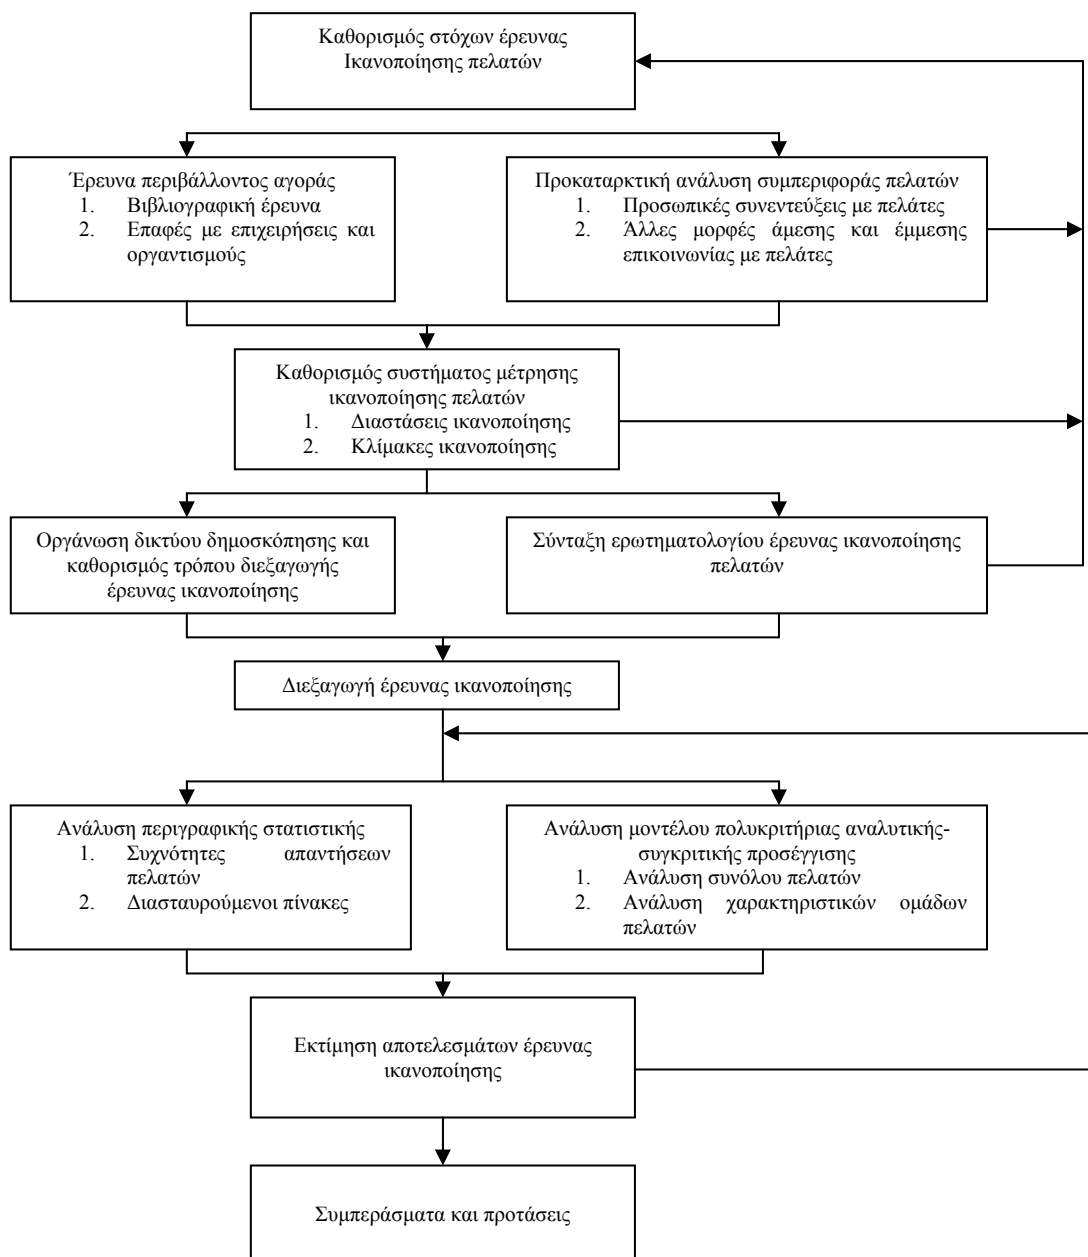 Καθορισμός στόχων έρευνας
Ικανοποίησης πελατών
Έρευνα περιβάλλοντος αγοράς
1. Βιβλιογραφική έρευνα
2. Επαφές με επιχειρήσεις και
οργαντισμούς
Προκαταρκτική ανάλυση συμπεριφοράς πελατών
1. Προσωπικές συνεντεύξεις με πελάτες
2. Άλλες μορφές άμεσης και έμμεσης
επικοινωνίας με πελάτες
Καθορισμός συστήματος μέτρησης
ικανοποίησης πελατών
1. Διαστάσεις ικανοποίησης
2. Κλίμακες ικανοποίησης
Οργάνωση δικτύου δημοσκόπησης και
καθορισμός τρόπου διεξαγωγής
έρευνας ικανοποίησης
Σύνταξη ερωτηματολογίου έρευνας ικανοποίησης
πελατών
Διεξαγωγή έρευνας ικανοποίησης
Ανάλυση περιγραφικής στατιστικής
1. Συχνότητες απαντήσεων
πελατών
2. Διασταυρούμενοι πίνακες
Ανάλυση μοντέλου πολυκριτήριας αναλυτικής-
συγκριτικής προσέγγισης
1. Ανάλυση συνόλου πελατών
2. Ανάλυση χαρακτηριστικών ομάδων
πελατών
Εκτίμηση αποτελεσμάτων έρευνας
ικανοποίησης
Συμπεράσματα και προτάσεις